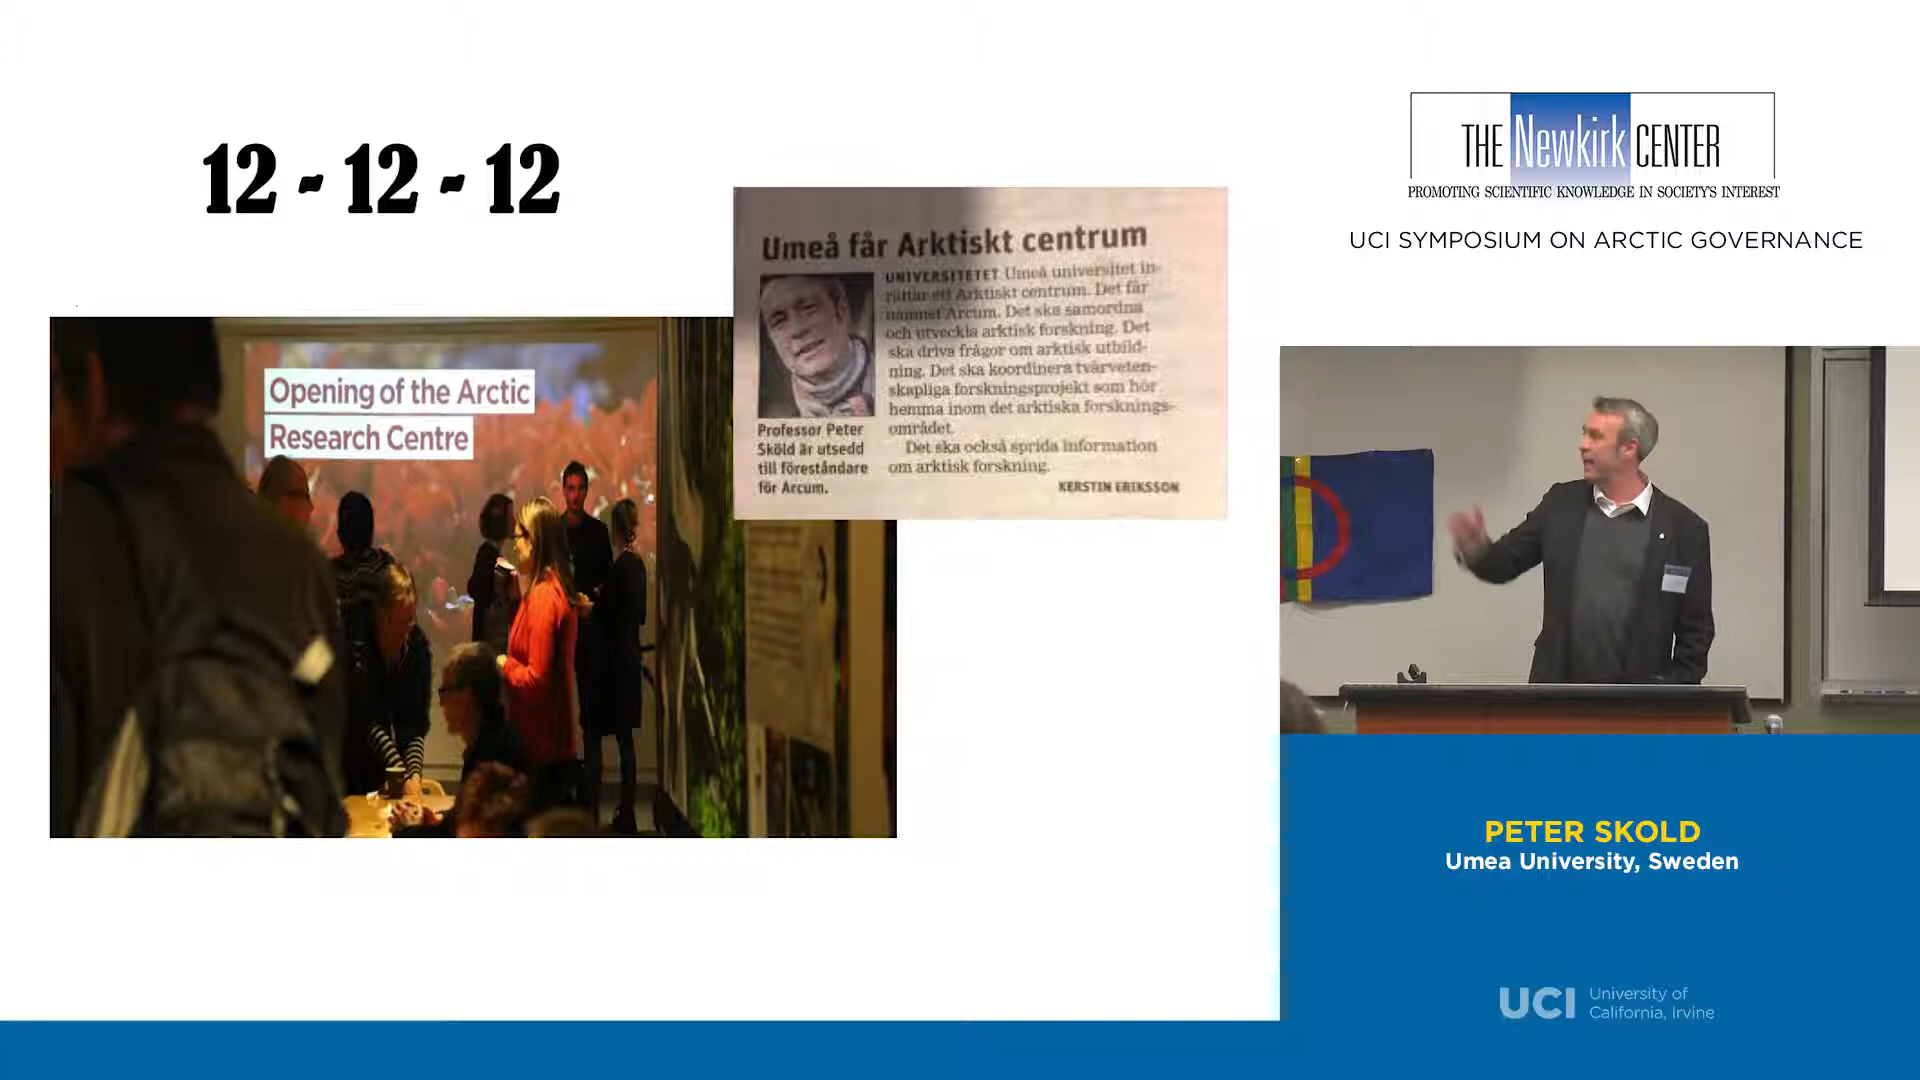 12 - 12 - 12
Opening of the Arctic
Research Centre
Umeå får Arktiskt centrum
UNIVERSITETET Umeå universitet in-
rättar ett Arktiskt centrum. Det får
namnet Arcum. Det ska samordna
och utveckla arktisk forskning. Det
ska driva frågor om arktisk utbild-
ning. Det ska koordinera tvärveten-
skapliga forskningsprojekt som hör
hemma inom det arktiska forsknings-
området.
Det ska också sprida information
om arktisk forskning.
KERSTIN ERIKSSON
Professor Peter
Sköld är utsedd
till föreståndare
för Arcum.
THE Newkirk CENTER
PROMOTING SCIENTIFIC KNOWLEDGE IN SOCIETY'S INTEREST
UCI SYMPOSIUM ON ARCTIC GOVERNANCE
PETER SKOLD
Umea University, Sweden
UCI University of
California, Irvine